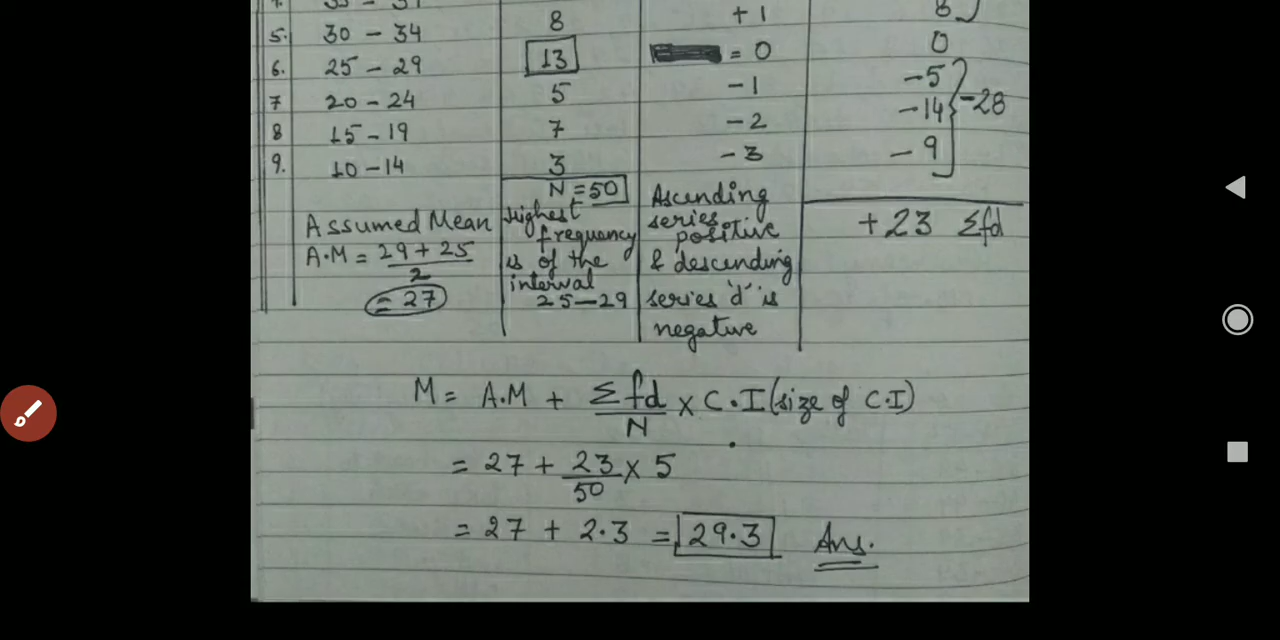 35 - 39
8 + 1 8
5. 30 - 34
6. 25 - 29 13 = 0 0
7 20 - 24 5 - 1 -5
8 15 - 19 7 - 2 -14 -28
9. 10 - 14 3 - 3 - 9
N = 50
Assumed Mean
A.M = 29 + 25
2
= 27
Highest
frequency
is of the
interval
25 - 29
Ascending
series
positive
& descending
series 'd' is
negative
+23 Σfd
M = A.M + Σfd/N × C.I (size of C.I)
= 27 + 23/50 × 5
= 27 + 2.3 = 29.3 Ans.